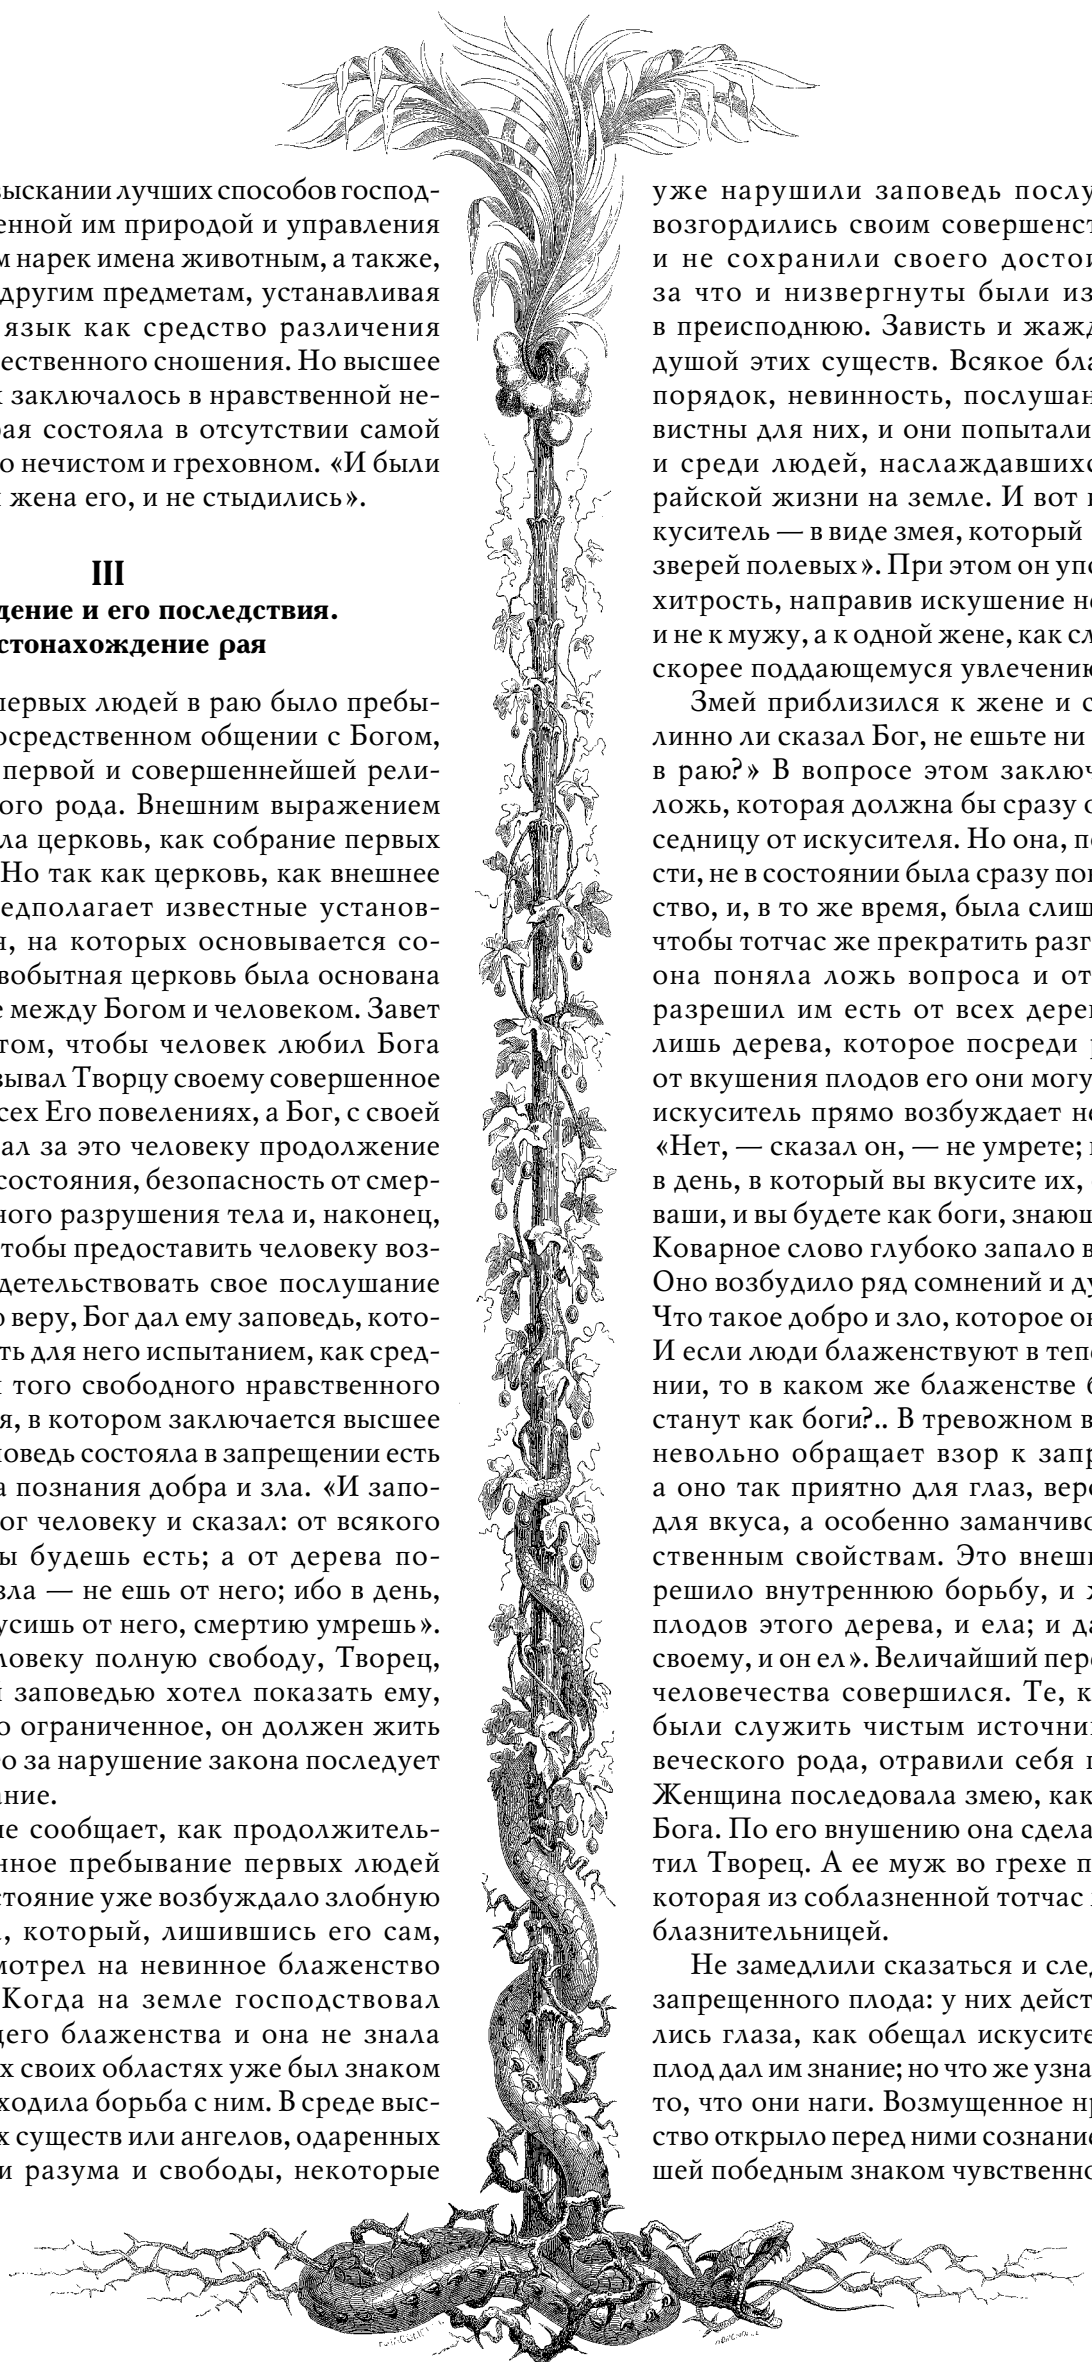 ыскании лучших способов господ-
енной им природой и управления
м нарек имена животным, а также,
другим предметам, устанавливая
язык как средство различения
ественного сношения. Но высшее
заключалось в нравственной не-
рая состояла в отсутствии самой
о нечистом и греховном. «И были
жена его, и не стыдились».
III
дение и его последствия.
стонахождение рая
первых людей в раю было пребы-
осредственном общении с Богом,
первой и совершеннейшей рели-
ого рода. Внешним выражением
ла церковь, как собрание первых
Но так как церковь, как внешнее
едполагает известные установ-
я, на которых основывается со-
вобытная церковь была основана
е между Богом и человеком. Завет
том, чтобы человек любил Бога
зывал Творцу своему совершенное
сех Его повелениях, а Бог, с своей
ал за это человеку продолжение
состояния, безопасность от смер-
ного разрушения тела и, наконец,
чтобы предоставить человеку воз-
детельствовать свое послушание
ю веру, Бог дал ему заповедь, кото-
ть для него испытанием, как сред-
того свободного нравственного
я, в котором заключается высшее
поведь состояла в запрещении есть
а познания добра и зла. «И запо-
ог человеку и сказал: от всякого
ы будешь есть; а от дерева по-
зла — не ешь от него; ибо в день,
усишь от него, смертию умрешь».
ловеку полную свободу, Творец,
заповедью хотел показать ему,
о ограниченное, он должен жить
о за нарушение закона последует
ание.
не сообщает, как продолжитель-
нное пребывание первых людей
стояние уже возбуждало злобную
, который, лишившись его сам,
мотрел на невинное блаженство
Когда на земле господствовал
щего блаженства и она не знала
х своих областях уже был знаком
ходила борьба с ним. В среде выс-
х существ или ангелов, одаренных
и разума и свободы, некоторые
уже нарушили заповедь послу
возгордились своим совершенст
и не сохранили своего достои
за что и низвергнуты были из
в преисподнюю. Зависть и жажд
душой этих существ. Всякое бла
порядок, невинность, послушан
вистны для них, и они попытали
и среди людей, наслаждавшихс
райской жизни на земле. И вот
куситель — в виде змея, который
зверей полевых». При этом он упо
хитрость, направив искушение не
и не к мужу, а к одной жене, как сл
скорее поддающемуся увлечению
Змей приблизился к жене и с
линно ли сказал Бог, не ешьте ни
в раю?» В вопросе этом заключ
ложь, которая должна бы сразу о
седницу от искусителя. Но она, по
сти, не в состоянии была сразу пон
ство, и, в то же время, была слиш
чтобы тотчас же прекратить разг
она поняла ложь вопроса и от
разрешил им есть от всех дерев
лишь дерева, которое посреди р
от вкушения плодов его они могу
искуситель прямо возбуждает не
«Нет, — сказал он, — не умрете;
в день, в который вы вкусите их,
ваши, и вы будете как боги, знающ
Коварное слово глубоко запало в
Оно возбудило ряд сомнений и ду
Что такое добро и зло, которое он
И если люди блаженствуют в тепе
нии, то в каком же блаженстве б
станут как боги?.. В тревожном в
невольно обращает взор к запр
а оно так приятно для глаз, веро
для вкуса, а особенно заманчиво
ственным свойствам. Это внешн
решило внутреннюю борьбу, и ж
плодов этого дерева, и ела; и да
своему, и он ел». Величайший пере
человечества совершился. Те, к
были служить чистым источни
веческого рода, отравили себя п
Женщина последовала змею, как
Бога. По его внушению она сдела
тил Творец. А ее муж во грехе п
которая из соблазненной тотчас
блазнительницей.
Не замедлили сказаться и след
запрещенного плода: у них дейст
лись глаза, как обещал искусите
плод дал им знание; но что же узна
то, что они наги. Возмущенное нр
ство открыло перед ними сознание
шей победным знаком чувственно